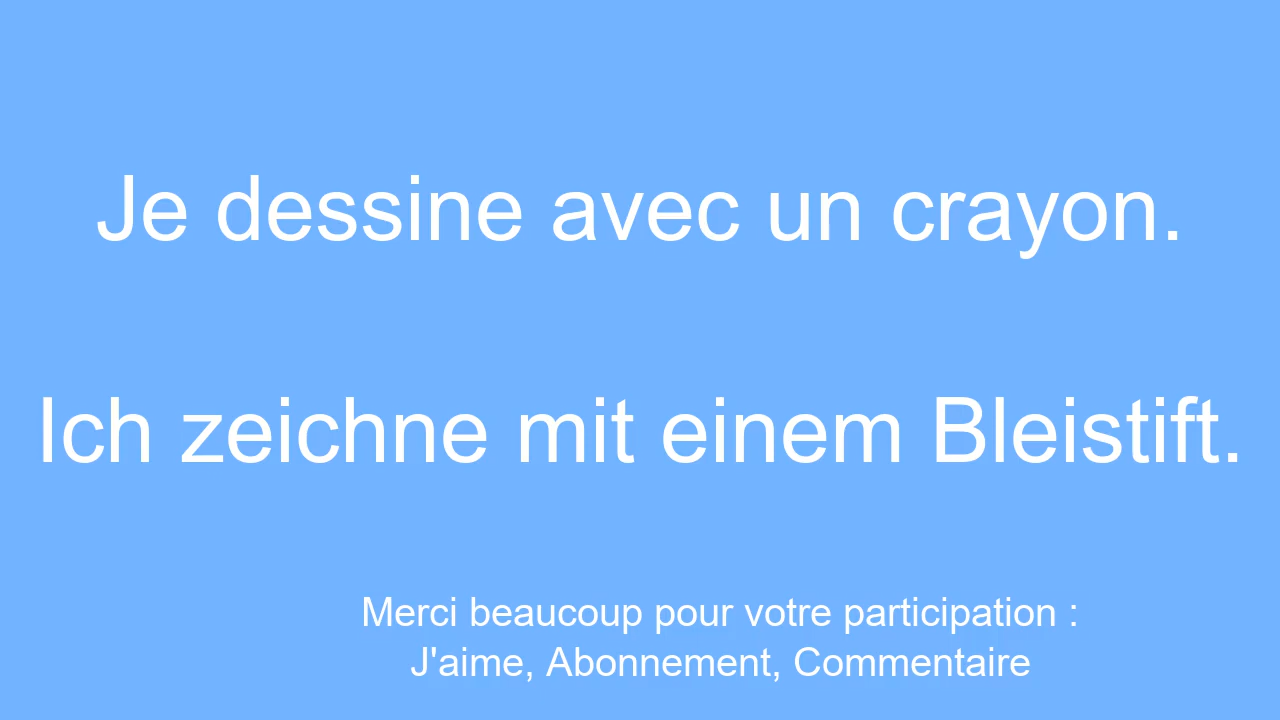 Je dessine avec un crayon.
Ich zeichne mit einem Bleistift.
Merci beaucoup pour votre participation :
J'aime, Abonnement, Commentaire